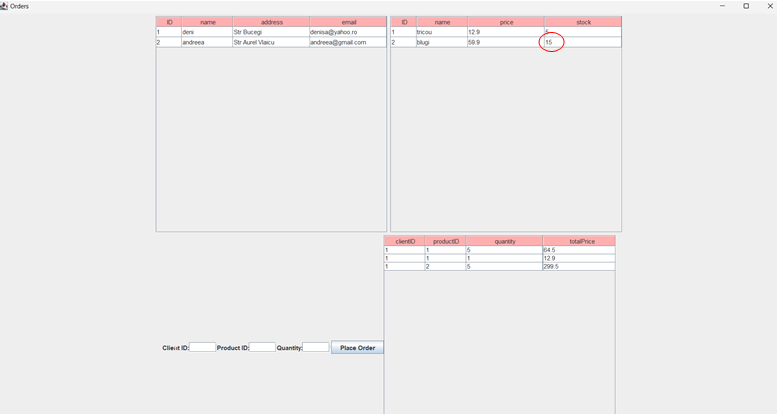 Orders
ID name address email
1 deni Str Bucegi denisa@yahoo.ro
2 andreea Str Aurel Vlaicu andreea@gmail.com
ID name price stock
1 tricou 12.9
2 blugi 59.9 15
clientID productID quantity totalPrice
1 1 5 64.5
1 1 1 12.9
1 2 5 299.5
Client ID: Product ID: Quantity: Place Order